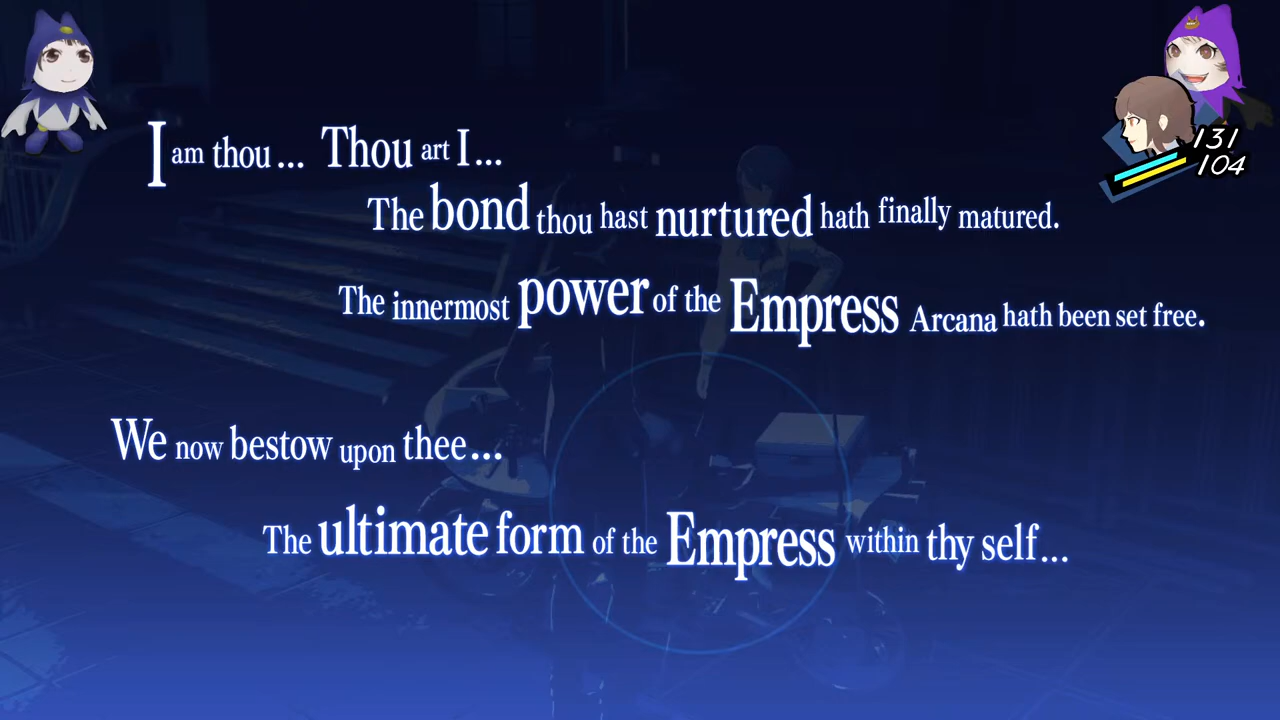 I am thou... Thou art I...
131
104
The bond thou hast nurtured hath finally matured.
The innermost power of the Empress Arcana hath been set free.
We now bestow upon thee...
The ultimate form of the Empress within thy self...